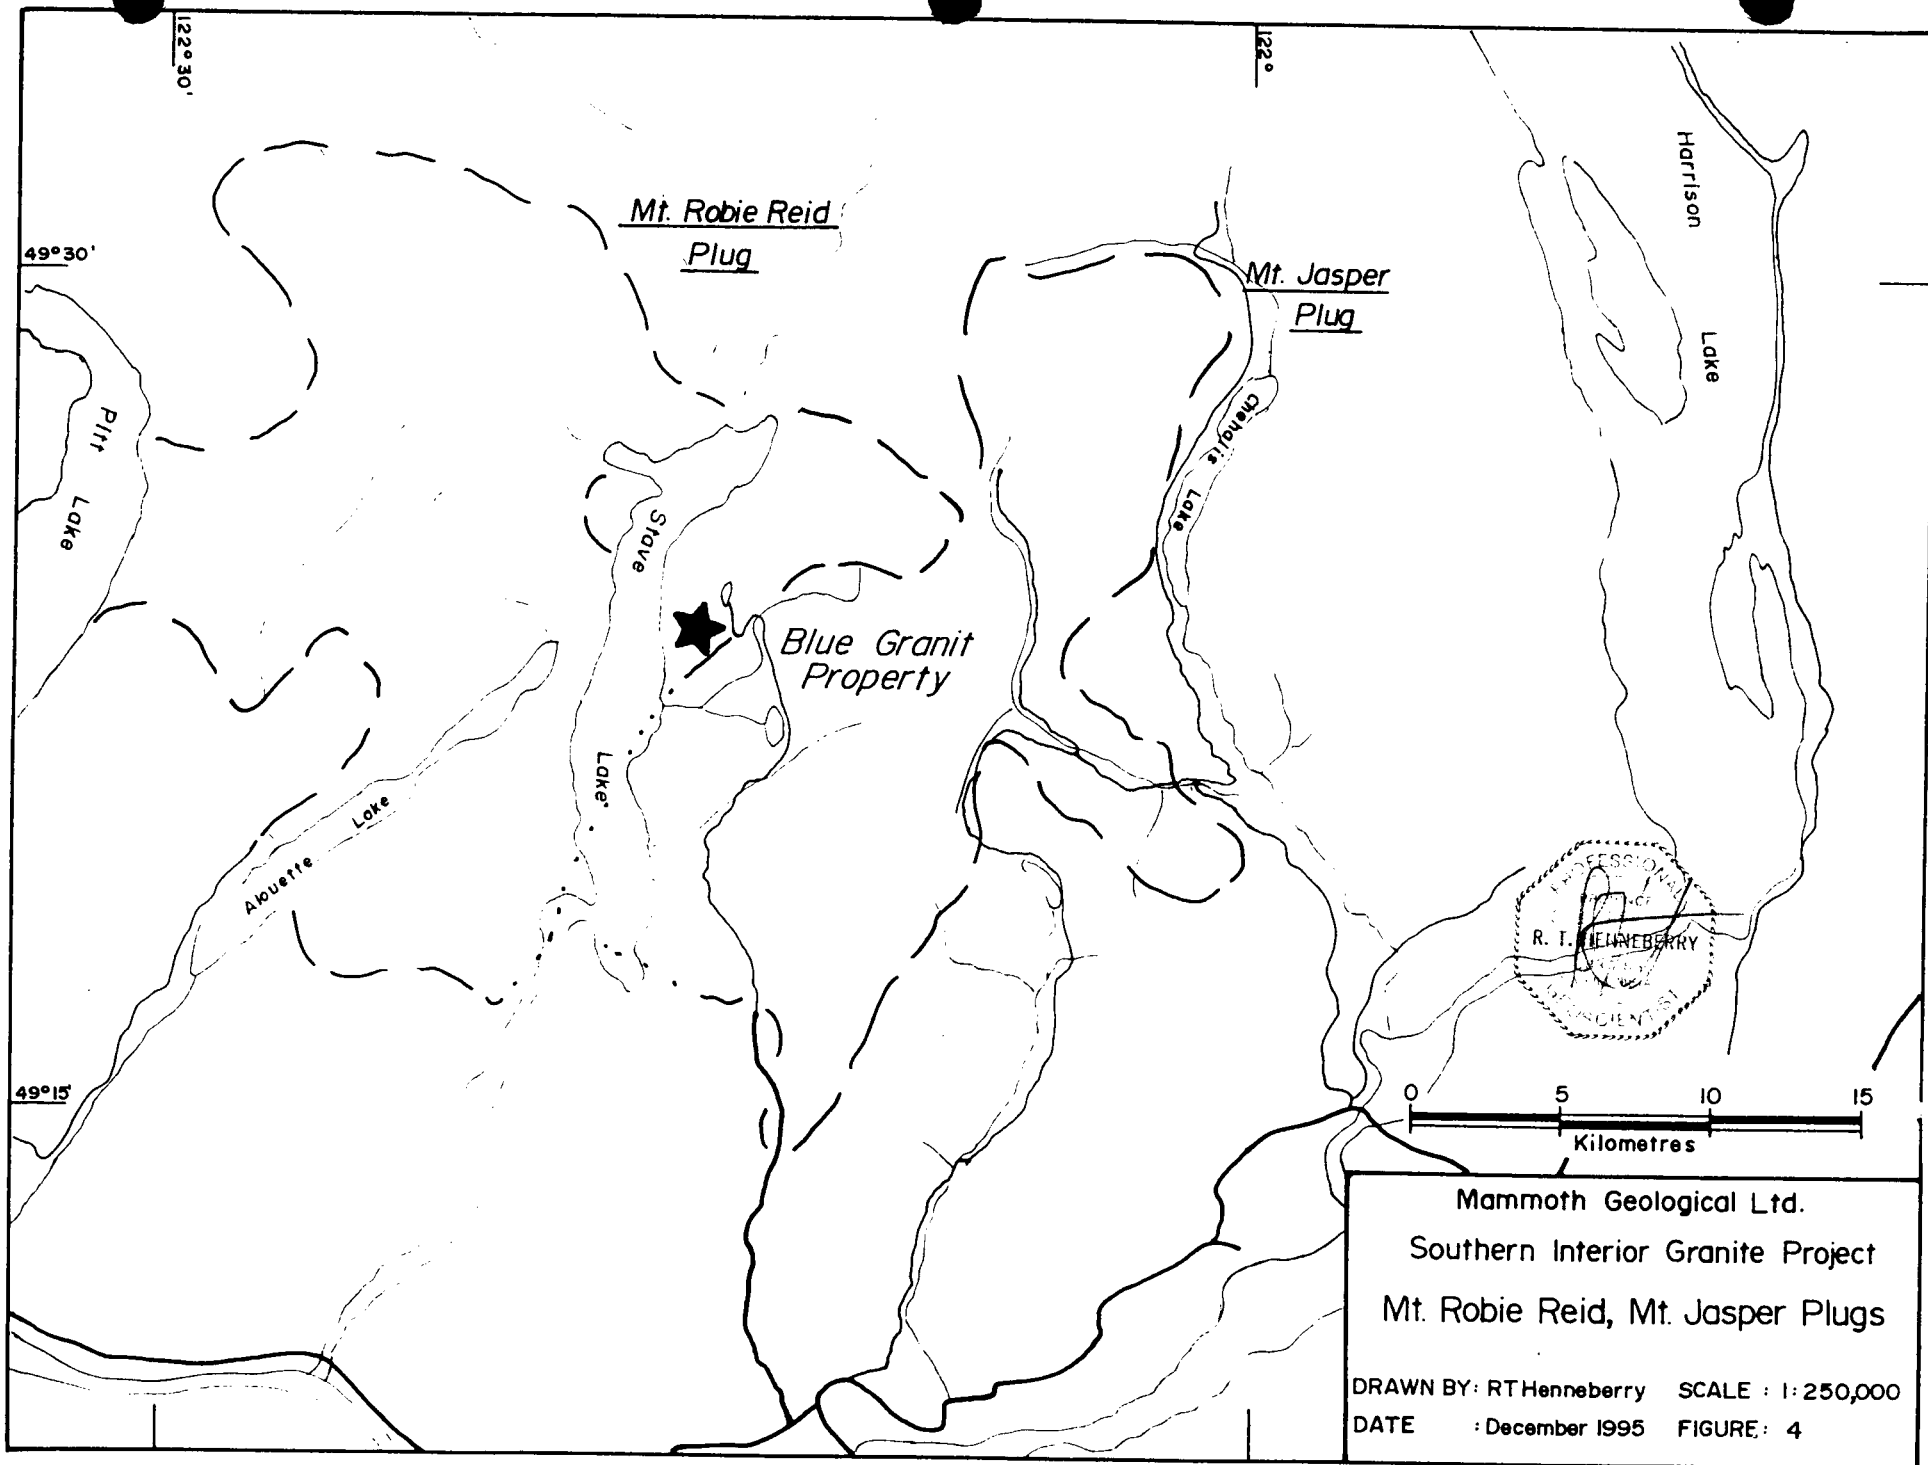 122° 30'
122°
49° 30'
49° 15'
Mt. Robie Reid
Plug
Mt. Jasper
Plug
Harrison
Lake
Pitt
Lake
Chehalis
Lake
Stave
Lake
Blue Granit
Property
Alouette
Lake
PROFESSIONAL
R. T. HENNEBERRY
0 5 10 15
Kilometres
Mammoth Geological Ltd.
Southern Interior Granite Project
Mt. Robie Reid, Mt. Jasper Plugs
DRAWN BY: RTHenneberry SCALE : 1:250,000
DATE : December 1995 FIGURE: 4